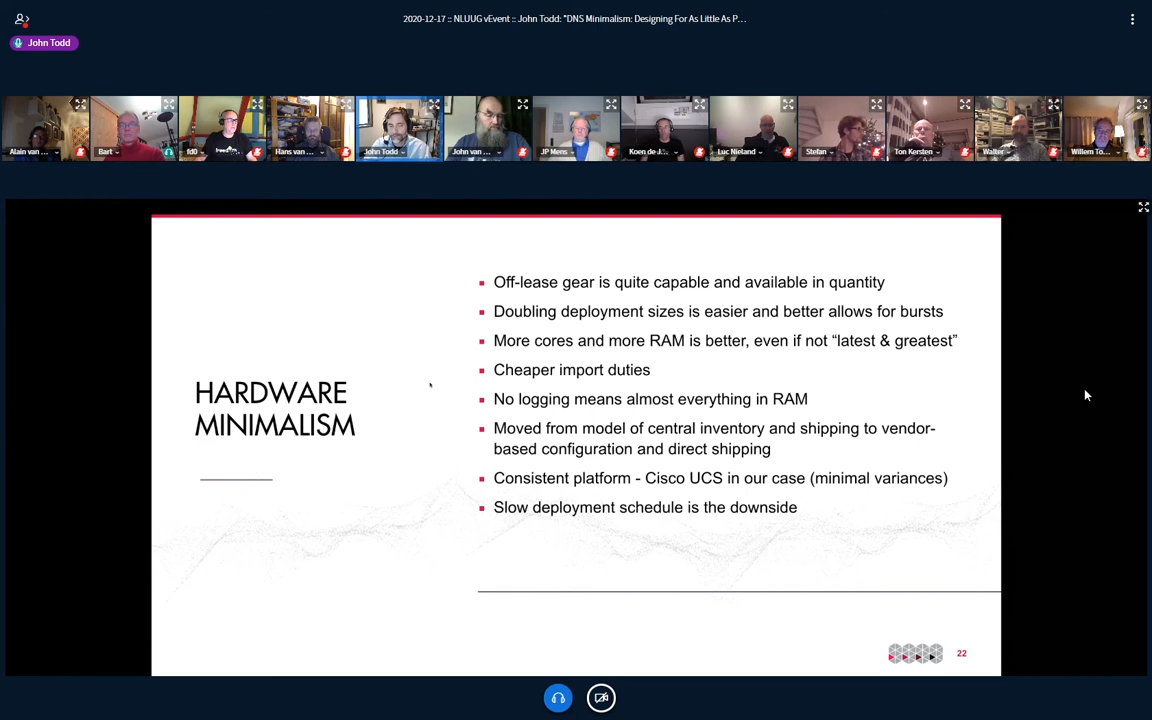 2020-12-17 :: NLUUG vEvent :: John Todd: "DNS Minimalism: Designing For As Little As P...
John Todd
Alain van ...
Bart
fd0
Hans van ...
John Todd
John van ...
JP Mens
Koen de J...
Luc Nieland
Stefan
Ton Kersten
Walter
Willem To...
HARDWARE
MINIMALISM
Off-lease gear is quite capable and available in quantity
Doubling deployment sizes is easier and better allows for bursts
More cores and more RAM is better, even if not “latest & greatest”
Cheaper import duties
No logging means almost everything in RAM
Moved from model of central inventory and shipping to vendor-
based configuration and direct shipping
Consistent platform - Cisco UCS in our case (minimal variances)
Slow deployment schedule is the downside
22